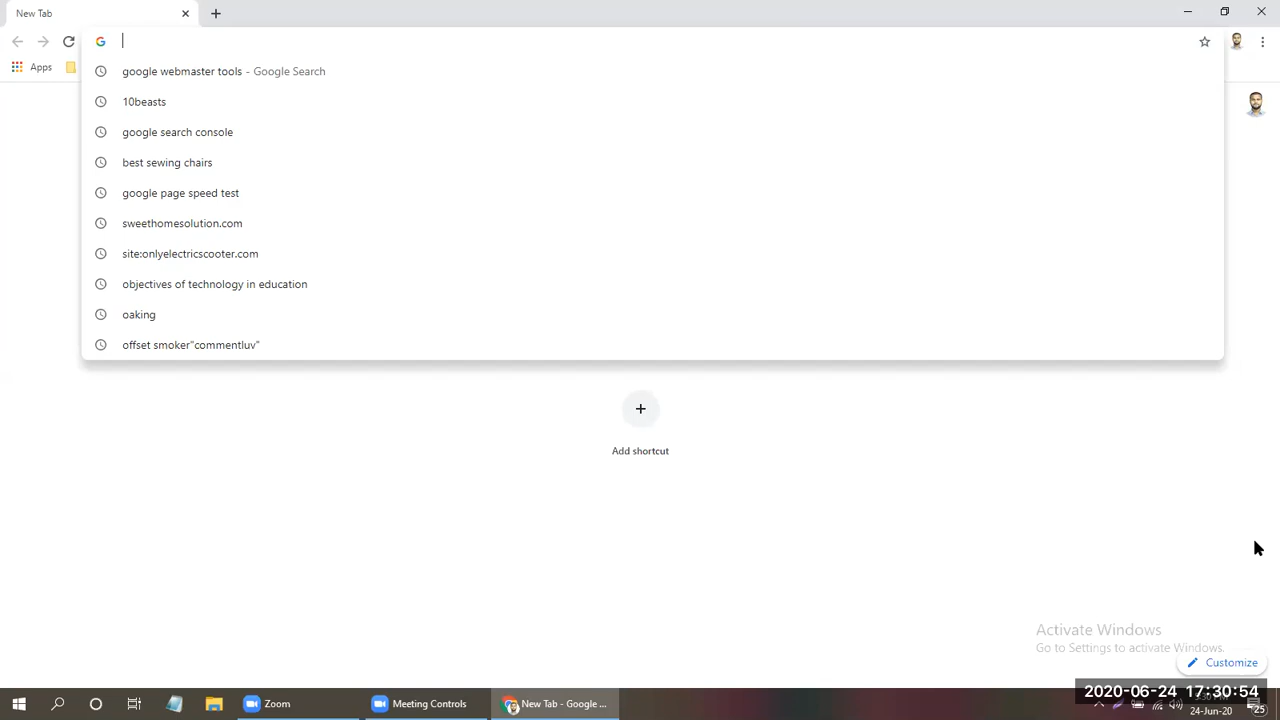 New Tab
google webmaster tools - Google Search
Apps
10beasts
google search console
best sewing chairs
google page speed test
sweethomesolution.com
site:onlyelectricscooter.com
objectives of technology in education
oaking
offset smoker"commentluv"
Add shortcut
Activate Windows
Go to Settings to activate Windows.
Customize
2020-06-24 17:30:54
Zoom
Meeting Controls
New Tab - Google ...
24-Jun-20
25